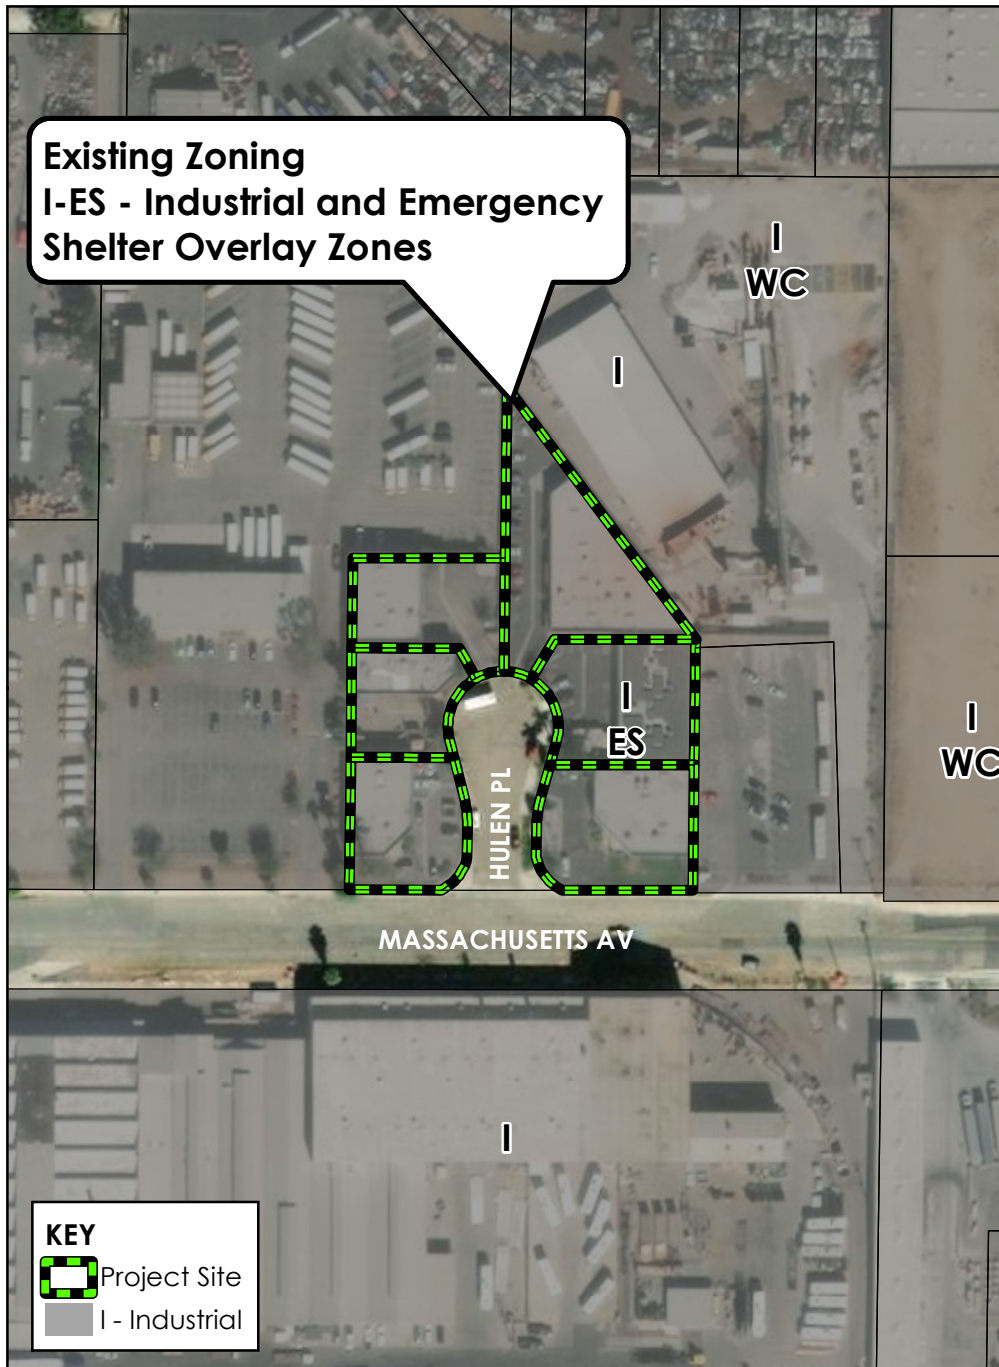 Existing Zoning
I-ES - Industrial and Emergency
Shelter Overlay Zones
I
WC
I
I
ES
I
WC
HULEN PL
MASSACHUSETTS AV
I
KEY
Project Site
I - Industrial